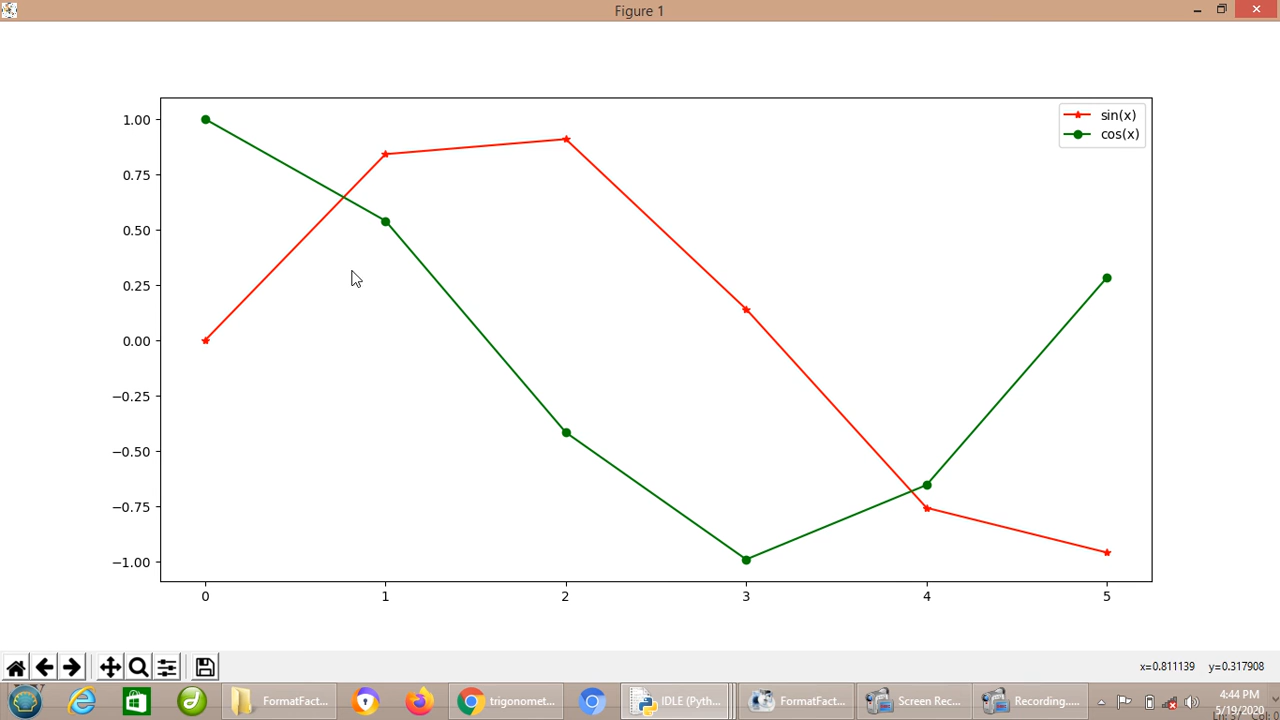 Figure 1
sin(x)
cos(x)
1.00
0.75
0.50
0.25
0.00
−0.25
−0.50
−0.75
−1.00
0 1 2 3 4 5
x=0.811139 y=0.317908
FormatFact...
trigonomet...
IDLE (Pyth...
FormatFact...
Screen Rec...
Recording.....
4:44 PM
5/19/2020